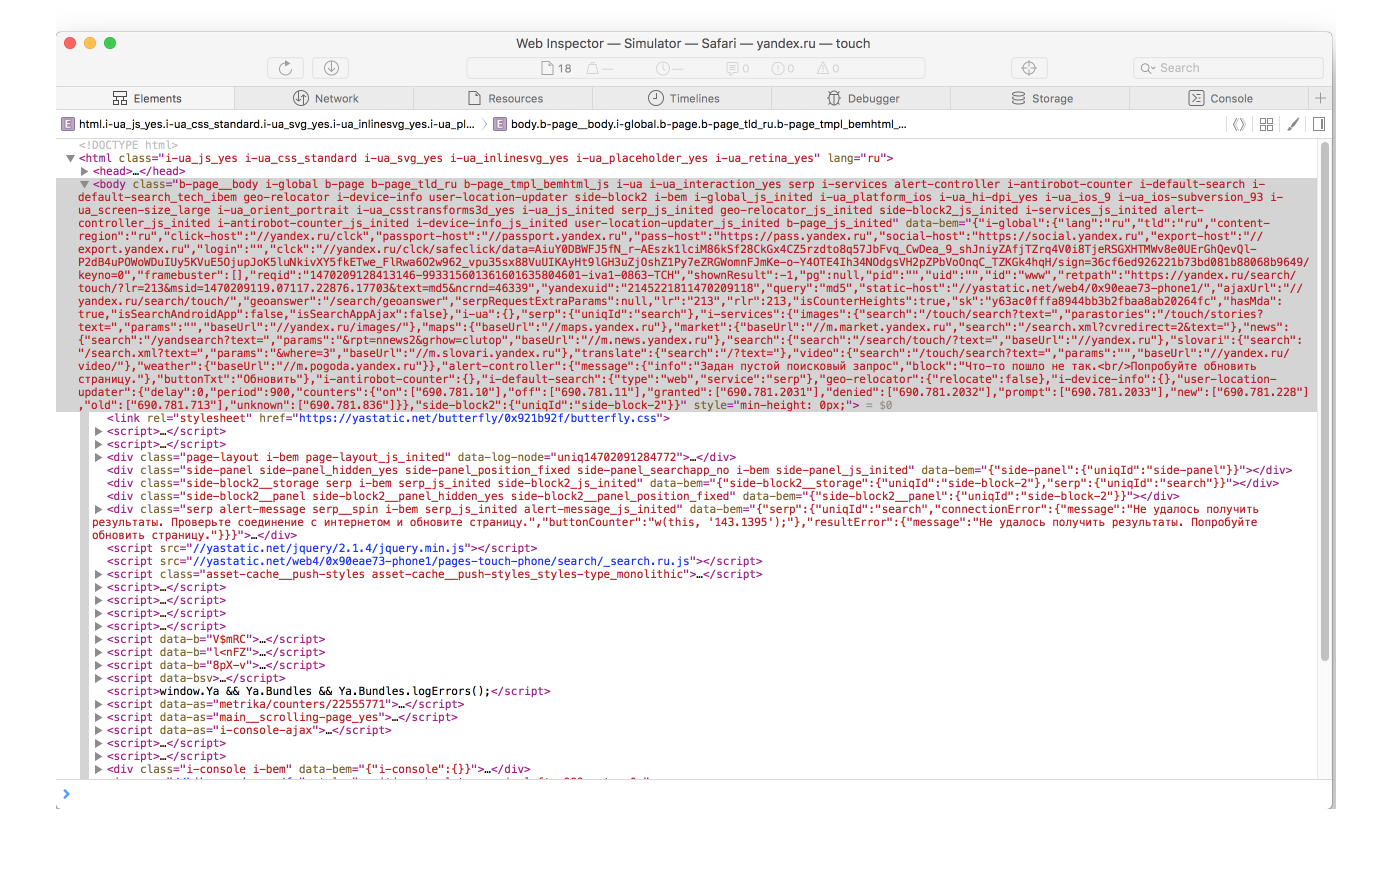 Web Inspector — Simulator — Safari — yandex.ru — touch
18 — — 0 0 0 Search
Elements Network Resources Timelines Debugger Storage Console
E html.i-ua_js_yes.i-ua_css_standard.i-ua_svg_yes.i-ua_inlinesvg_yes.i-ua_pl... E body.b-page__body.i-global.b-page.b-page_tld_ru.b-page_tmpl_bemhtml_...
<!DOCTYPE html>
<html class="i-ua_js_yes i-ua_css_standard i-ua_svg_yes i-ua_inlinesvg_yes i-ua_placeholder_yes i-ua_retina_yes" lang="ru">
<head>…</head>
<body class="b-page__body i-global b-page b-page_tld_ru b-page_tmpl_bemhtml_js i-ua i-ua_interaction_yes serp i-services alert-controller i-antirobot-counter i-default-search i-
default-search_tech_ibem geo-relocator i-device-info user-location-updater side-block2 i-bem i-global_js_inited i-ua_platform_ios i-ua_hi-dpi_yes i-ua_ios_9 i-ua_ios-subversion_93 i-
ua_screen-size_large i-ua_orient_portrait i-ua_csstransforms3d_yes i-ua_js_inited serp_js_inited geo-relocator_js_inited side-block2_js_inited i-services_js_inited alert-
controller_js_inited i-antirobot-counter_js_inited i-device-info_js_inited user-location-updater_js_inited b-page_js_inited" data-bem="{"i-global":{"lang":"ru","tld":"ru","content-
region":"ru","click-host":"//yandex.ru/clck","passport-host":"//passport.yandex.ru","pass-host":"https://pass.yandex.ru","social-host":"https://social.yandex.ru","export-host":"//
export.yandex.ru","login":"","clck":"//yandex.ru/clck/safeclick/data=AiuY0DBWFJ5fN_r-AEszk1lciM86kSf28CkGx4CZ5rzdto8q57JbFvq_CwDea_9_shJniyZAfjTZrq4V0i8TjeRSGXHTMWv8e0UErGhQevQl-
P2dB4uPOWoWDuIUy5KVuE5OjupJoK5luNkivXY5fkETwe_FlRwa6O2w962_vpu35sx88VuUIKAyHt9lGH3uZjOshZ1Py7eZRGWomnFJmKe-o-Y4OTE4Ih34NOdgsVH2pZPbVoOnqC_TZKGk4hqH/sign=36cf6ed926221b73bd081b88068b9649/
keyno=0","framebuster":[],"reqid":"1470209128413146-993315601361601635804601-iva1-0863-TCH","shownResult":-1,"pg":null,"pid":"","uid":"","id":"www","retpath":"https://yandex.ru/search/
touch/?lr=213&msid=1470209119.07117.22876.17703&text=md5&ncrnd=46339","yandexuid":"2145221811470209118","query":"md5","static-host":"//yastatic.net/web4/0x90eae73-phone1/","ajaxUrl":"//
yandex.ru/search/touch/","geoanswer":"/search/geoanswer","serpRequestExtraParams":null,"lr":"213","rlr":213,"isCounterHeights":true,"sk":"y63ac0fffa8944bb3b2fbaa8ab20264fc","hasMda":
true,"isSearchAndroidApp":false,"isSearchAppAjax":false},"i-ua":{},"serp":{"uniqId":"search"},"i-services":{"images":{"search":"/touch/search?text=","parastories":"/touch/stories?
text=","params":"","baseUrl":"//yandex.ru/images/"},"maps":{"baseUrl":"//maps.yandex.ru"},"market":{"baseUrl":"//m.market.yandex.ru","search":"/search.xml?cvredirect=2&text="},"news":
{"search":"/yandsearch?text=","params":"&rpt=nnews2&grhow=clutop","baseUrl":"//m.news.yandex.ru"},"search":{"search":"/search/touch/?text=","baseUrl":"//yandex.ru"},"slovari":{"search":
"/search.xml?text=","params":"&where=3","baseUrl":"//m.slovari.yandex.ru"},"translate":{"search":"/?text="},"video":{"search":"/touch/search?text=","params":"","baseUrl":"//yandex.ru/
video/"},"weather":{"baseUrl":"//m.pogoda.yandex.ru"}},"alert-controller":{"message":{"info":"Задан пустой поисковый запрос","block":"Что-то пошло не так.<br/>Попробуйте обновить
страницу."},"buttonTxt":"Обновить"},"i-antirobot-counter":{},"i-default-search":{"type":"web","service":"serp"},"geo-relocator":{"relocate":false},"i-device-info":{},"user-location-
updater":{"delay":0,"period":900,"counters":{"on":["690.781.10"],"off":["690.781.11"],"granted":["690.781.2031"],"denied":["690.781.2032"],"prompt":["690.781.2033"],"new":["690.781.228"]
,"old":["690.781.713"],"unknown":["690.781.836"]}},"side-block2":{"uniqId":"side-block-2"}}" style="min-height: 0px;"> = $0
<link rel="stylesheet" href="https://yastatic.net/butterfly/0x921b92f/butterfly.css">
<script>…</script>
<script>…</script>
<div class="page-layout i-bem page-layout_js_inited" data-log-node="uniq14702091284772">…</div>
<div class="side-panel side-panel_hidden_yes side-panel_position_fixed side-panel_searchapp_no i-bem side-panel_js_inited" data-bem="{"side-panel":{"uniqId":"side-panel"}}"></div>
<div class="side-block2__storage serp i-bem serp_js_inited side-block2_js_inited" data-bem="{"side-block2__storage":{"uniqId":"side-block-2"},"serp":{"uniqId":"search"}}"></div>
<div class="side-block2__panel side-block2__panel_hidden_yes side-block2__panel_position_fixed" data-bem="{"side-block2__panel":{"uniqId":"side-block-2"}}"></div>
<div class="serp alert-message serp__spin i-bem serp_js_inited alert-message_js_inited" data-bem="{"serp":{"uniqId":"search","connectionError":{"message":"Не удалось получить
результаты. Проверьте соединение с интернетом и обновите страницу.","buttonCounter":"w(this, '143.1395');"},"resultError":{"message":"Не удалось получить результаты. Попробуйте
обновить страницу."}}}">…</div>
<script src="//yastatic.net/jquery/2.1.4/jquery.min.js"></script>
<script src="//yastatic.net/web4/0x90eae73-phone1/pages-touch-phone/search/_search.ru.js"></script>
<script class="asset-cache__push-styles asset-cache__push-styles_styles-type_monolithic">…</script>
<script>…</script>
<script>…</script>
<script>…</script>
<script>…</script>
<script data-b="V$mRC">…</script>
<script data-b="l<nFZ">…</script>
<script data-b="8pX-v">…</script>
<script data-bsv>…</script>
<script>window.Ya && Ya.Bundles && Ya.Bundles.logErrors();</script>
<script data-as="metrika/counters/22555771">…</script>
<script data-as="main__scrolling-page_yes">…</script>
<script data-as="i-console-ajax">…</script>
<script>…</script>
<script>…</script>
<div class="i-console i-bem" data-bem="{"i-console":{}}">…</div>